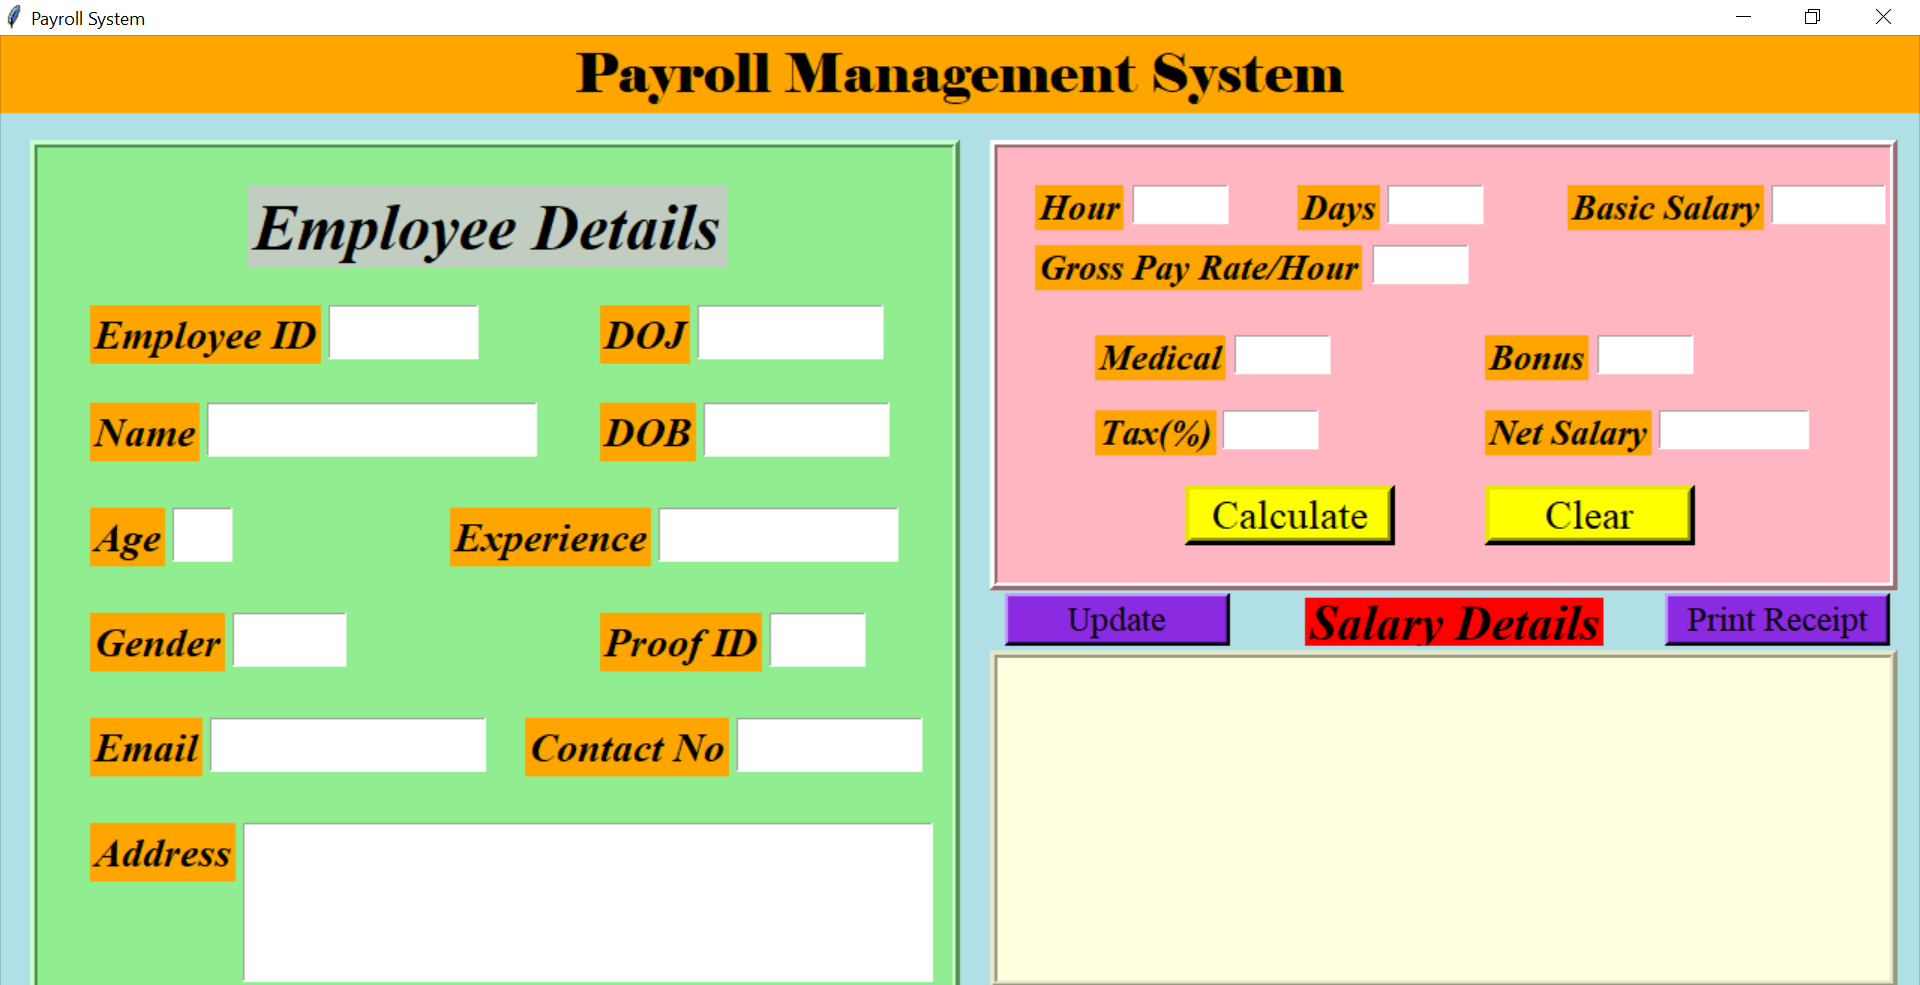 Payroll System
Payroll Management System
Employee Details
Employee ID
DOJ
Name
DOB
Age
Experience
Gender
Proof ID
Email
Contact No
Address
Hour
Days
Basic Salary
Gross Pay Rate/Hour
Medical
Bonus
Tax(%)
Net Salary
Calculate
Clear
Update
Salary Details
Print Receipt